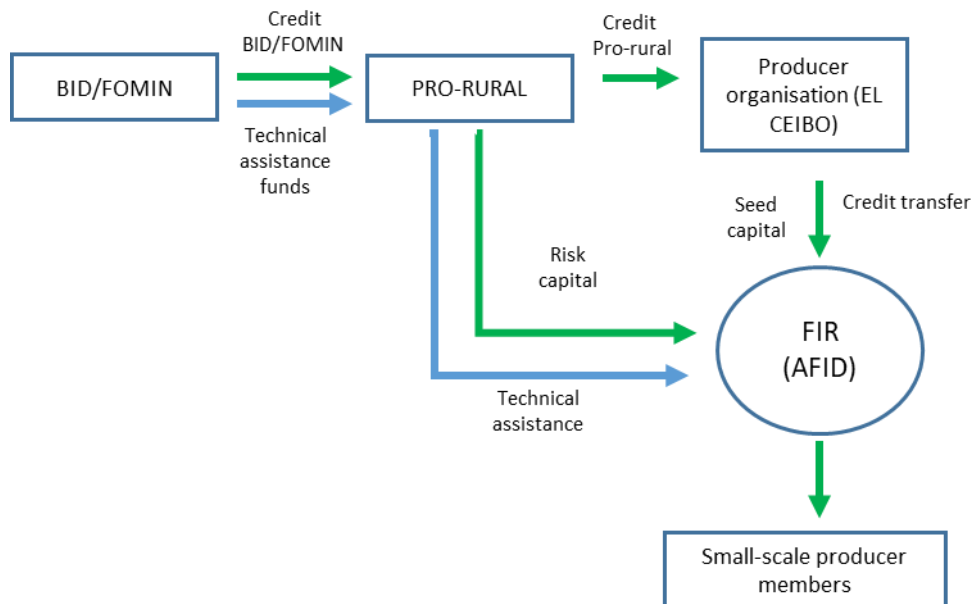 Credit
BID/FOMIN
BID/FOMIN
Technical
assistance
funds
PRO-RURAL
Credit
Pro-rural
Producer
organisation (EL
CEIBO)
Seed
capital
Credit transfer
Risk
capital
Technical
assistance
FIR
(AFID)
Small-scale producer
members